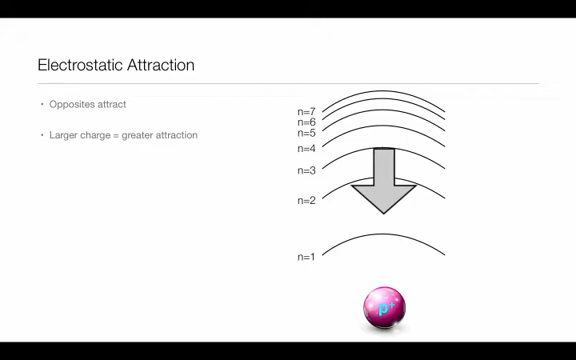 Electrostatic Attraction
• Opposites attract
• Larger charge = greater attraction
n=7
n=6
n=5
n=4
n=3
n=2
n=1
p⁺